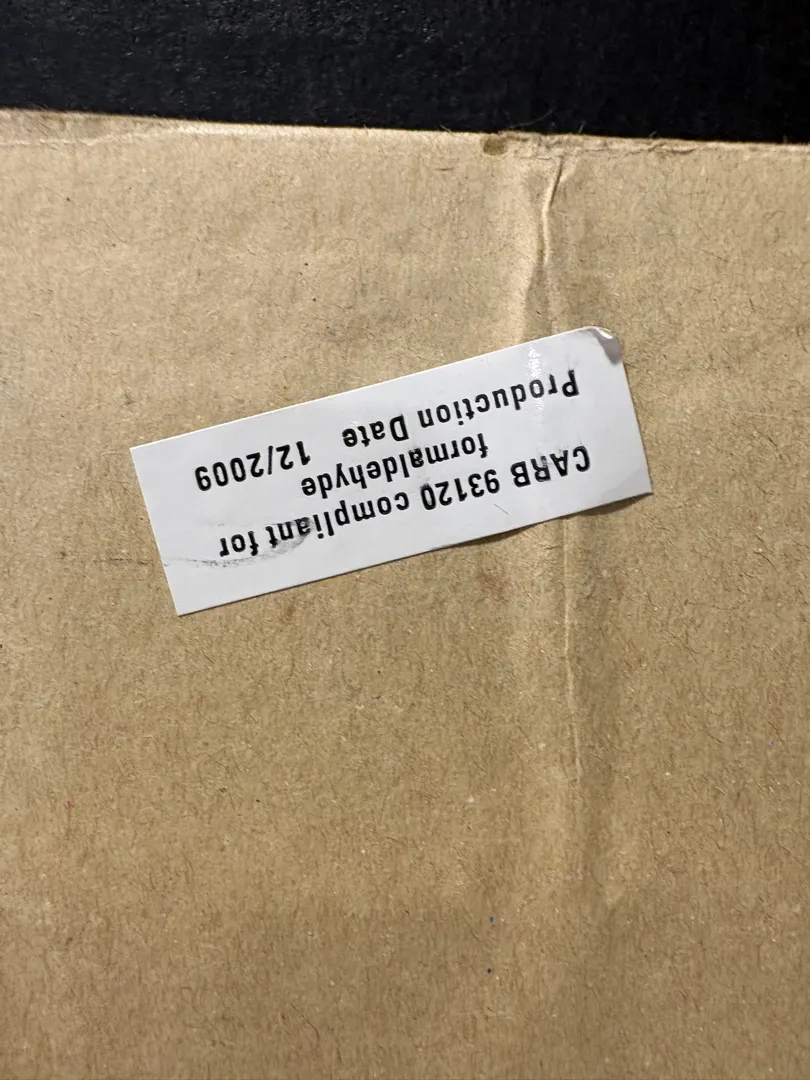 CARB 93120 compliant for
formaldehyde
Production Date 12/2009